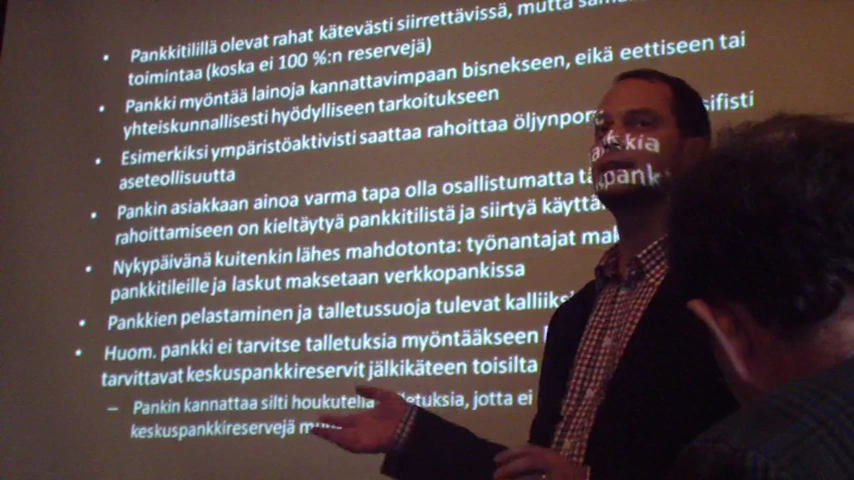 Pankkitilillä olevat rahat kätevästi siirrettävissä, mutta
toimintaa (koska ei 100 %:n reservejä)
Pankki myöntää lainoja kannattavimpaan bisnekseen, eikä eettiseen tai
yhteiskunnallisesti hyödylliseen tarkoitukseen
Esimerkiksi ympäristöaktivisti saattaa rahoittaa
aseteollisuutta
Pankin asiakkaan ainoa varma tapa olla osallistumatta
rahoittamiseen on kieltäytyä pankkitilistä ja siirtyä
Nykypäivänä kuitenkin lähes mahdotonta: työnantajat
pankkitileille ja laskut maksetaan verkkopankissa
Pankkien pelastaminen ja talletussuoja tulevat
Huom. pankki ei tarvitse talletuksia myöntääkseen
tarvittavat keskuspankkireservit jälkikäteen toisilta
– Pankin kannattaa silti houkutella talletuksia, jotta ei
keskuspankkireservejä